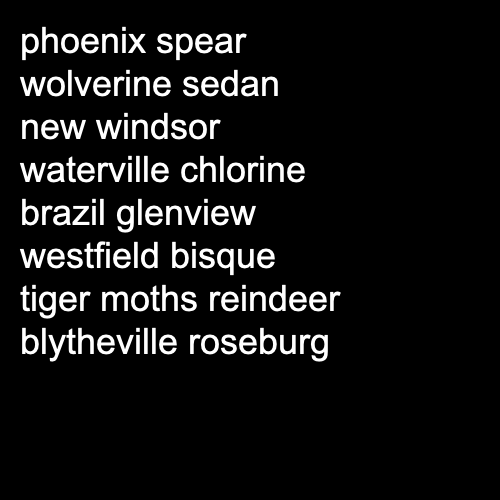 phoenix spear
wolverine sedan
new windsor
waterville chlorine
brazil glenview
westfield bisque
tiger moths reindeer
blytheville roseburg